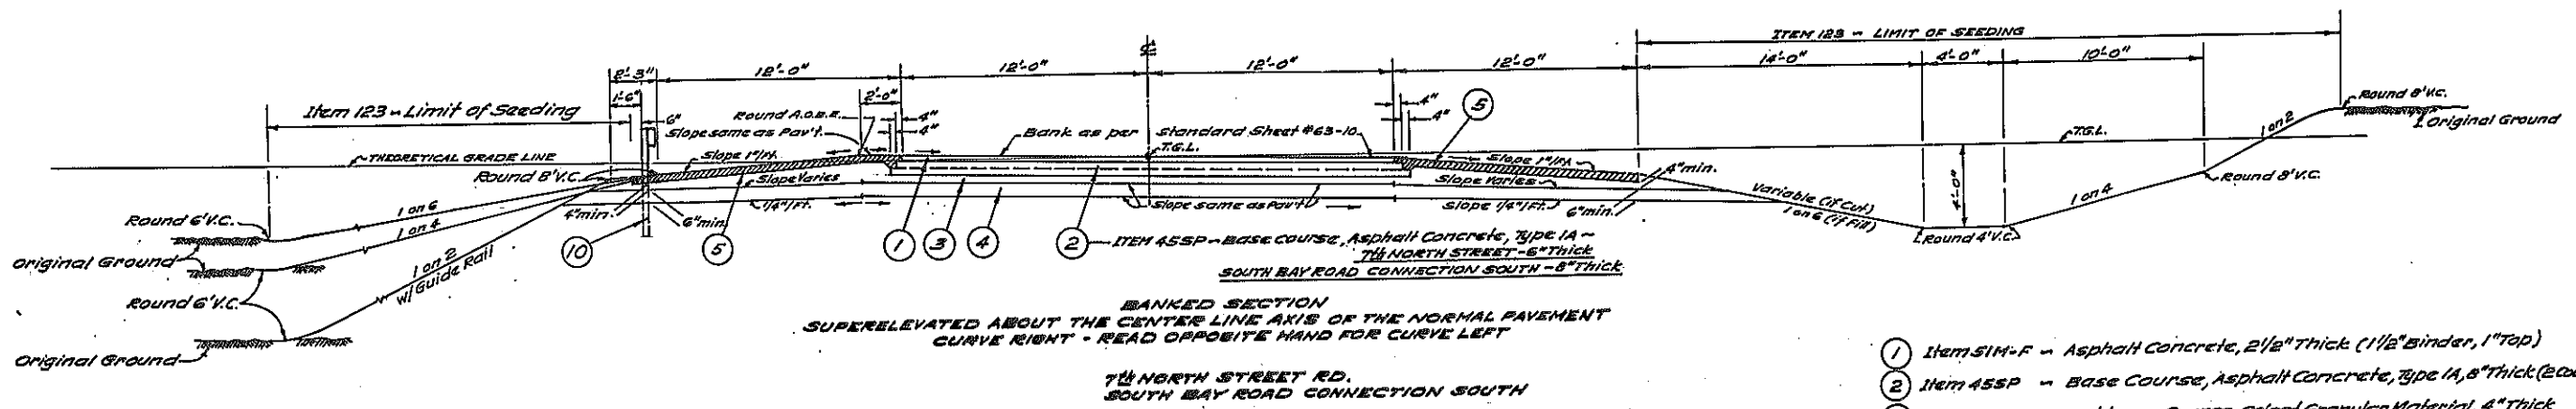 ITEM 123 ~ LIMIT OF SEEDING
2'-3"
12'-0"
12'-0"
℄
12'-0"
12'-0"
14'-0"
4'-0"
10'-0"
1'-6"
2'-0"
Item 123 ~ Limit of Seeding
6"
Round A.O.B.E.
4"
4"
4"
4"
5
Round 8' V.C.
Original Ground
Slope same as Pav't.
Bank as per
Standard Sheet #63-10
T.G.L.
T.G.L.
1 on 2
THEORETICAL GRADE LINE
Slope 1"/Ft.
Slope 1"/Ft.
4" min.
Round 8' V.C.
Slope Varies
Slope Varies
Variable (if Cut)
1 on 6 (if Fill)
4'-0"
1 on 4
Round 8' V.C.
1 on 6
4" min.
1/4"/Ft.
Slope same as Pav't
Slope 1/4"/Ft.
6" min.
Round 6' V.C.
1 on 4
6" min.
Round 4' V.C.
Original Ground
1 on 2
w/ Guide Rail
10
5
1
3
4
2
ITEM 45SP ~ Base Course, Asphalt Concrete, Type 1A ~
7th NORTH STREET - 6" Thick
SOUTH BAY ROAD CONNECTION SOUTH - 8" Thick
Round 6' V.C.
Original Ground
BANKED SECTION
SUPERELEVATED ABOUT THE CENTER LINE AXIS OF THE NORMAL PAVEMENT
CURVE RIGHT - READ OPPOSITE HAND FOR CURVE LEFT
7th NORTH STREET RD.
SOUTH BAY ROAD CONNECTION SOUTH
1 Item 51M-F ~ Asphalt Concrete, 2 1/2" Thick (1 1/2" Binder, 1" Top)
2 Item 45SP ~ Base Course, Asphalt Concrete, Type 1A, 8" Thick (2
Granular Material, 4" Thick